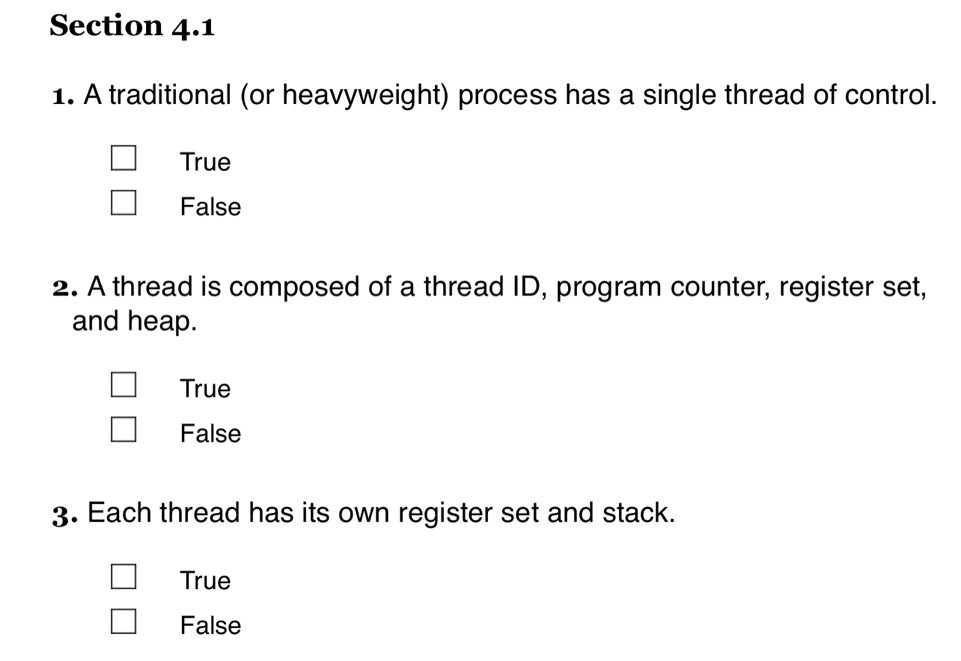 Section 4.1
1. A traditional (or heavyweight) process has a single thread of control.
True
False
2. A thread is composed of a thread ID, program counter, register set,
and heap.
True
False
3. Each thread has its own register set and stack.
True
False